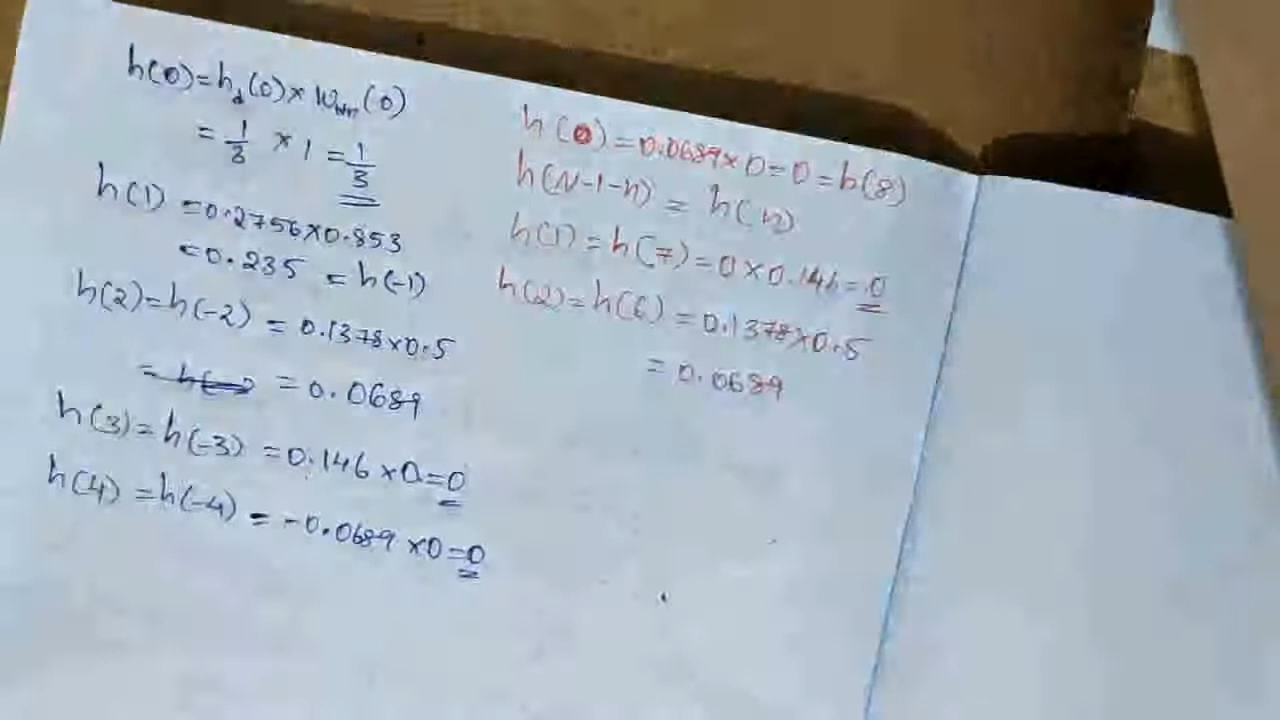 h(0)=h_d(0)×W_Hn(0)
= 1/3 × 1 = 1/3
h(1) =0.2756×0.853
=0.235 = h(-1)
h(2)=h(-2) = 0.1378×0.5
= 0.0689
h(3)=h(-3) =0.146×0=0
h(4) =h(-4) = -0.0689×0=0
h(0)=0.0689×0=0=h(8)
h(N-1-n) = h(n)
h(1)=h(7)=0×0.146=0
h(2)=h(6) =0.1378×0.5
= 0.0689